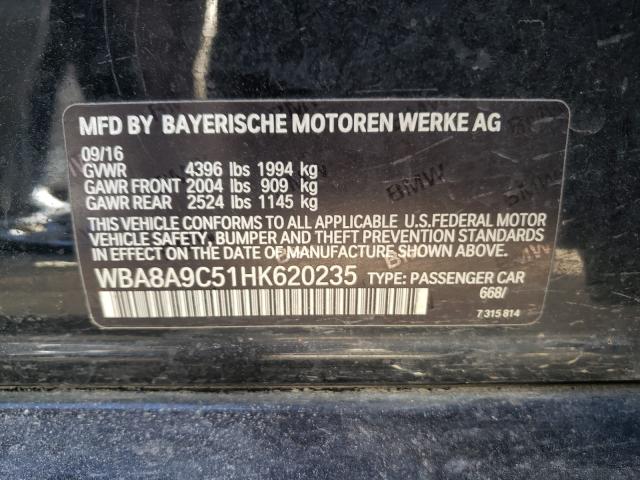 MFD BY BAYERISCHE MOTOREN WERKE AG
09/16
GVWR 4396 lbs 1994 kg
GAWR FRONT 2004 lbs 909 kg
GAWR REAR 2524 lbs 1145 kg
THIS VEHICLE CONFORMS TO ALL APPLICABLE U.S.FEDERAL MOTOR
VEHICLE SAFETY, BUMPER AND THEFT PREVENTION STANDARDS
IN EFFECT ON THE DATE OF MANUFACTURE SHOWN ABOVE.
WBA8A9C51HK620235 TYPE: PASSENGER CAR
668/
7 315 814
BMW